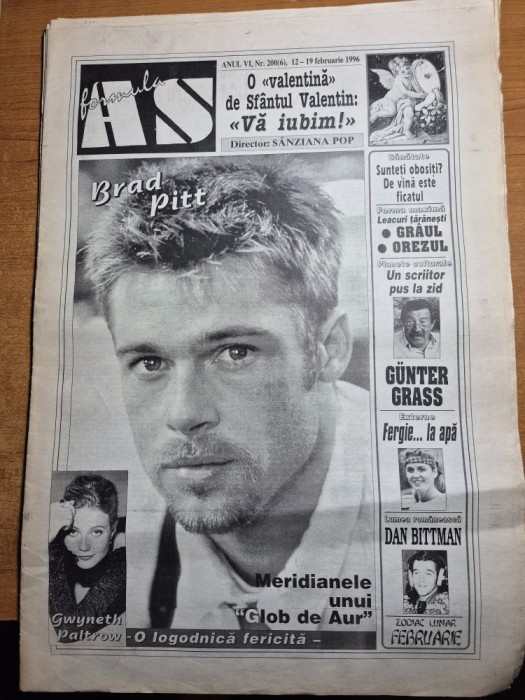 formula
AS
ANUL VI, Nr. 200(6), 12 – 19 februarie 1996
O «valentină»
de Sfântul Valentin:
«Vă iubim!»
Director: SÂNZIANA POP
Brad
Pitt
Gwyneth
Paltrow
-O logodnică fericită –
Meridianele
unui
“Glob de Aur”
Sănătate
Sunteţi obosiţi?
De vină este
ficatul
Forma maximă
Leacuri ţărăneşti
● GRÂUL
● OREZUL
Planete culturale
Un scriitor
pus la zid
GÜNTER
GRASS
Externe
Fergie... la apă
Lumea românească
DAN BITTMAN
ZODIAC LUNAR
FEBRUARIE